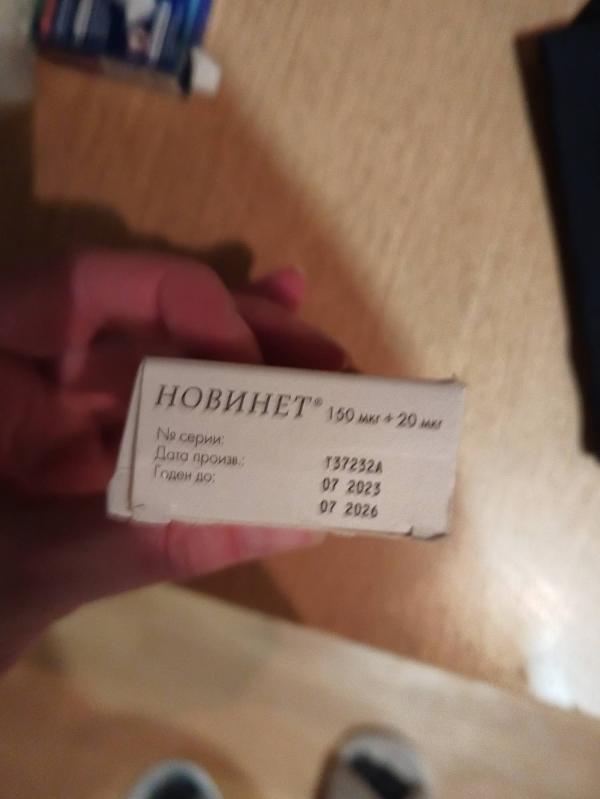 НОВИНЕТ® 150 мкг + 20 мкг
№ серии: T37232A
Дата произв.: 07 2023
Годен до: 07 2026